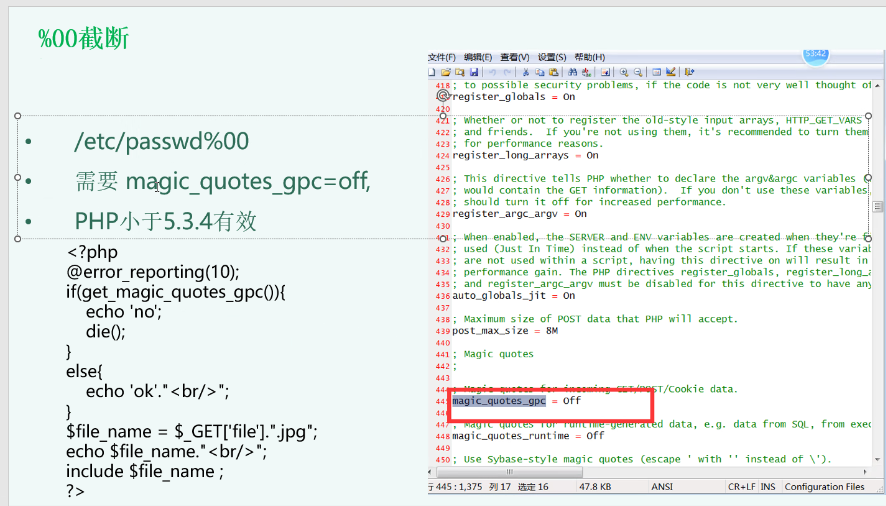 %00截断
• /etc/passwd%00
• 需要 magic_quotes_gpc=off,
• PHP小于5.3.4有效
<?php
@error_reporting(10);
if(get_magic_quotes_gpc()){
echo 'no';
die();
}
else{
echo 'ok'."<br/>";
}
$file_name = $_GET['file'].".jpg";
echo $file_name."<br/>";
include $file_name ;
?>
文件(F) 编辑(E) 查看(V) 设置(S) 帮助(H)
53:42
418 ; to possible security problems, if the code is not very well thought of
register_globals = On
420
421 ; Whether or not to register the old-style input arrays, HTTP_GET_VARS
422 ; and friends.  If you're not using them, it's recommended to turn them
423 ; for performance reasons.
424 register_long_arrays = On
425
426 ; This directive tells PHP whether to declare the argv&argc variables (
427 ; would contain the GET information).  If you don't use these variables,
428 ; should turn it off for increased performance.
429 register_argc_argv = On
430
431 ; When enabled, the SERVER and ENV variables are created when they're f
432 ; used (Just In Time) instead of when the script starts. If these variab
433 ; are not used within a script, having this directive on will result in
434 ; performance gain. The PHP directives register_globals, register_long_a
435 ; and register_argc_argv must be disabled for this directive to have any
436 auto_globals_jit = On
437
438 ; Maximum size of POST data that PHP will accept.
439 post_max_size = 8M
440
441 ; Magic quotes
442 ;
443
444 ; Magic quotes for incoming GET/POST/Cookie data.
445 magic_quotes_gpc = Off
446
447 ; Magic quotes for runtime-generated data, e.g. data from SQL, from exec
448 magic_quotes_runtime = Off
449
450 ; Use Sybase-style magic quotes (escape ' with '' instead of \').
行 445 : 1,375 列 17 选定 16 47.8 KB ANSI CR+LF INS Configuration Files